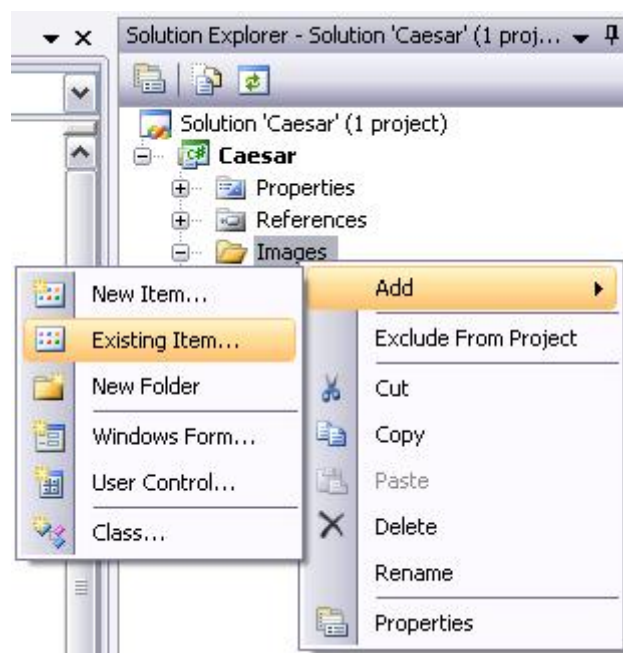 Solution Explorer - Solution 'Caesar' (1 proj...
Solution 'Caesar' (1 project)
Caesar
Properties
References
Images
New Item...
Existing Item...
New Folder
Windows Form...
User Control...
Class...
Add
Exclude From Project
Cut
Copy
Paste
Delete
Rename
Properties